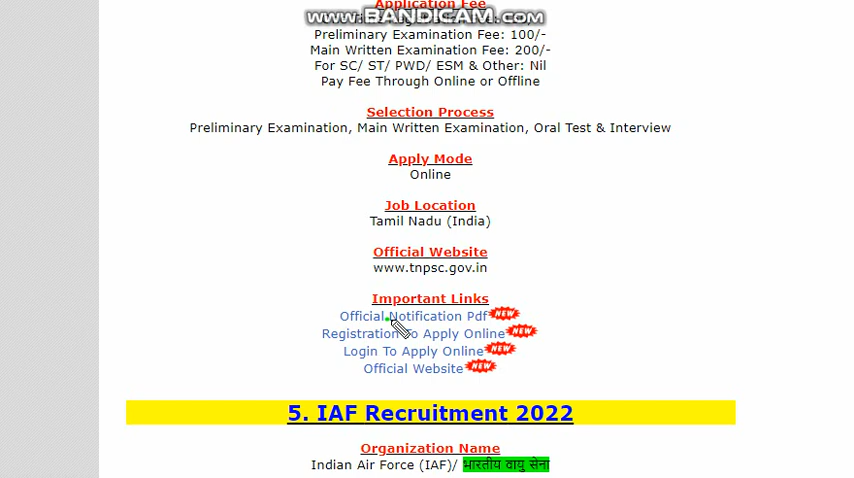 Application Fee
www.BANDICAM.com
Preliminary Examination Fee: 100/-
Main Written Examination Fee: 200/-
For SC/ ST/ PWD/ ESM & Other: Nil
Pay Fee Through Online or Offline
Selection Process
Preliminary Examination, Main Written Examination, Oral Test & Interview
Apply Mode
Online
Job Location
Tamil Nadu (India)
Official Website
www.tnpsc.gov.in
Important Links
Official Notification Pdf NEW
Registration To Apply Online NEW
Login To Apply Online NEW
Official Website NEW
5. IAF Recruitment 2022
Organization Name
Indian Air Force (IAF)/ भारतीय वायु सेना